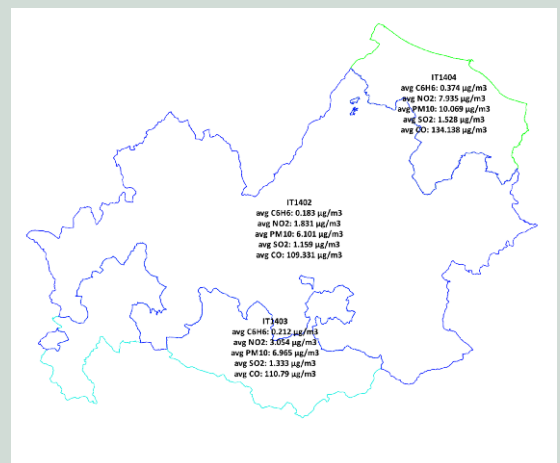 IT1404
avg C6H6: 0.374 µg/m3
avg NO2: 7.935 µg/m3
avg PM10: 10.069 µg/m3
avg SO2: 1.528 µg/m3
avg CO: 134.138 µg/m3
IT1402
avg C6H6: 0.183 µg/m3
avg NO2: 1.831 µg/m3
avg PM10: 6.101 µg/m3
avg SO2: 1.159 µg/m3
avg CO: 109.331 µg/m3
IT1403
avg C6H6: 0.212 µg/m3
avg NO2: 3.054 µg/m3
avg PM10: 6.965 µg/m3
avg SO2: 1.333 µg/m3
avg CO: 110.79 µg/m3